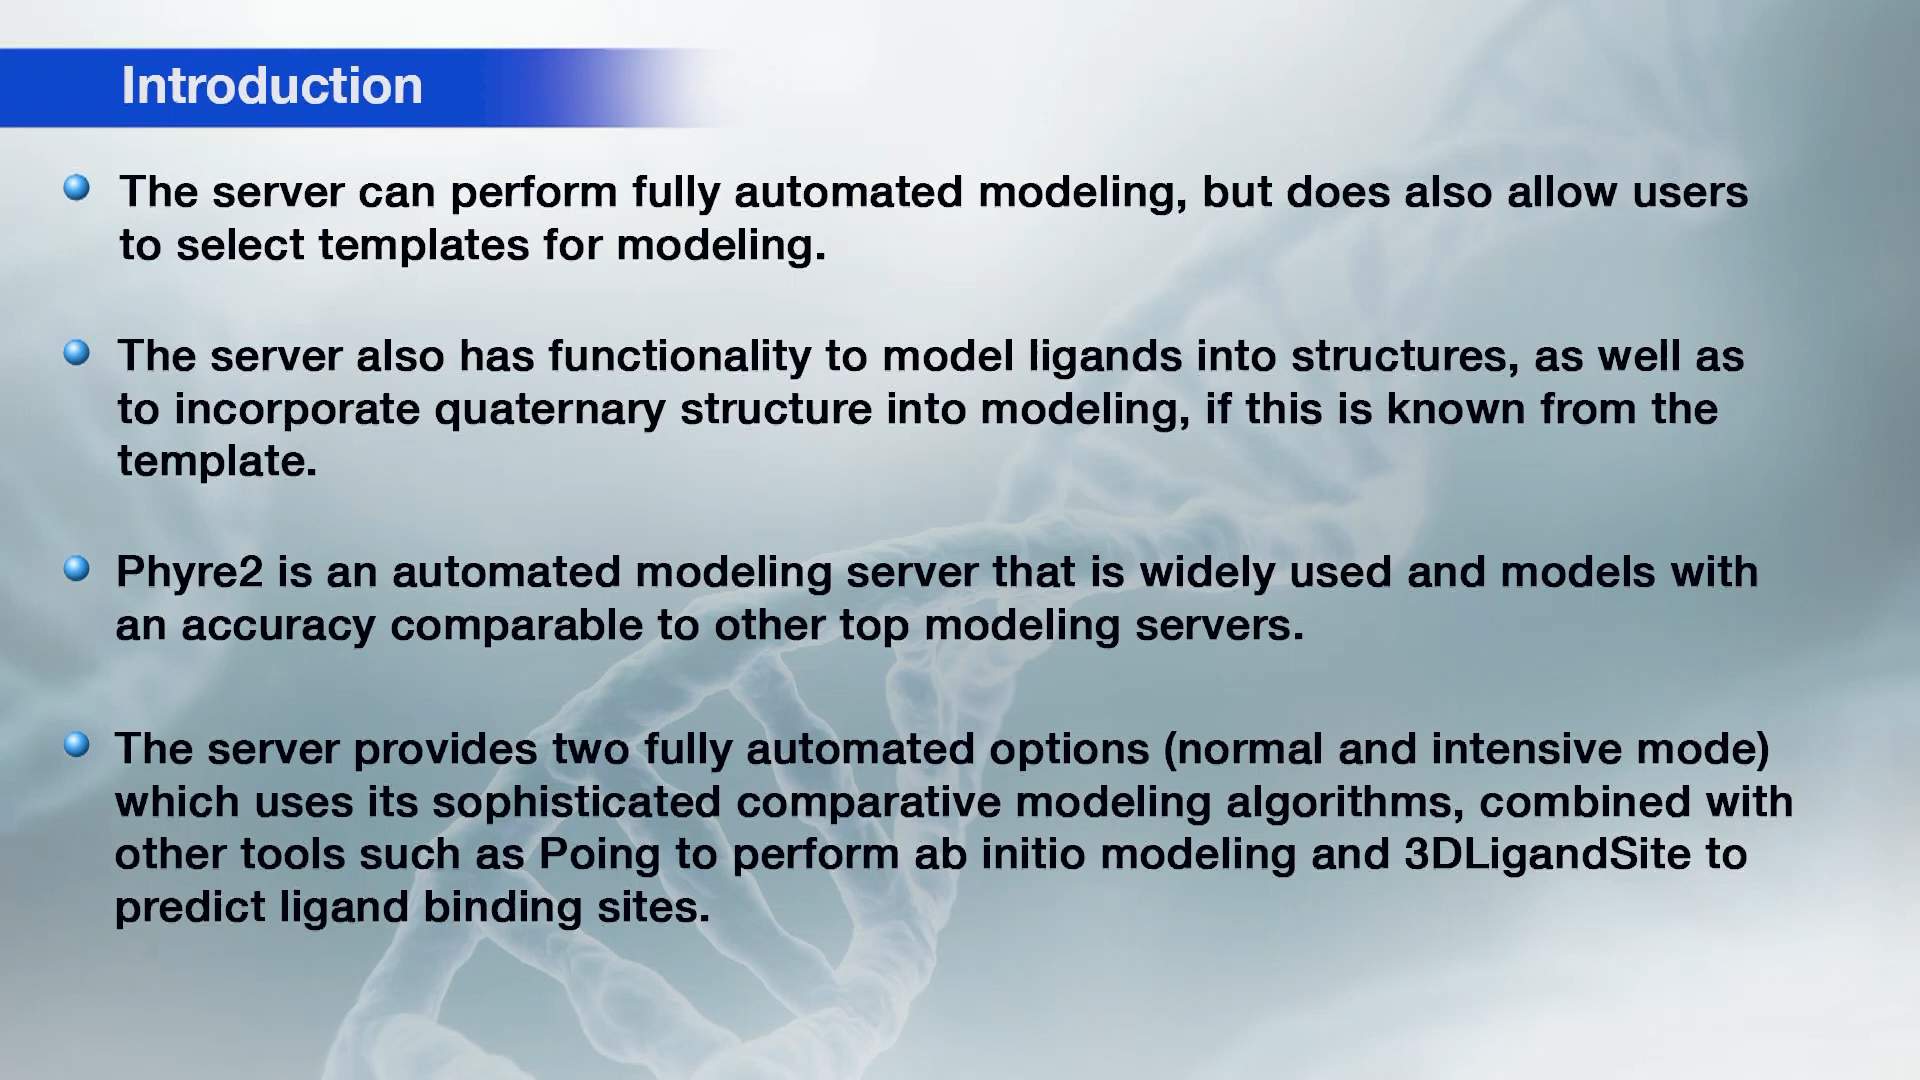 Introduction
The server can perform fully automated modeling, but does also allow users
to select templates for modeling.
The server also has functionality to model ligands into structures, as well as
to incorporate quaternary structure into modeling, if this is known from the
template.
Phyre2 is an automated modeling server that is widely used and models with
an accuracy comparable to other top modeling servers.
The server provides two fully automated options (normal and intensive mode)
which uses its sophisticated comparative modeling algorithms, combined with
other tools such as Poing to perform ab initio modeling and 3DLigandSite to
predict ligand binding sites.